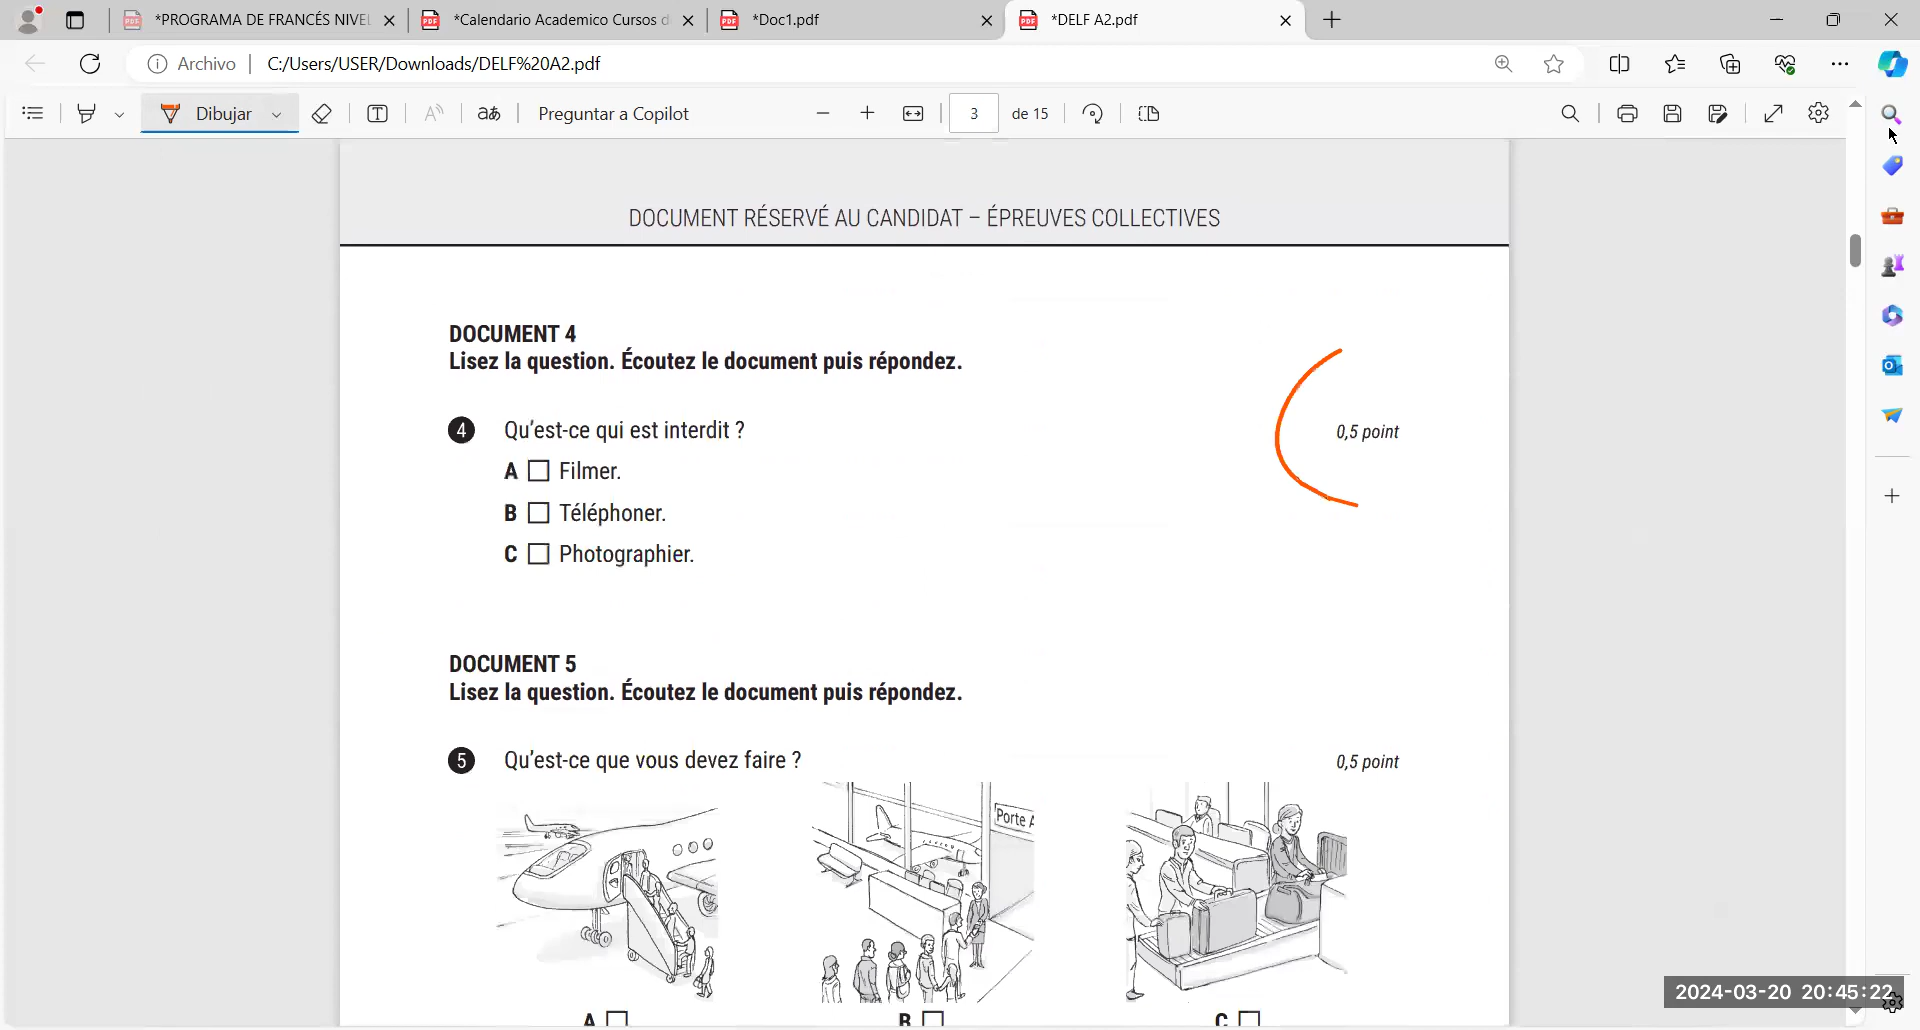 *PROGRAMA DE FRANCÉS NIVEL
*Calendario Academico Cursos d
*Doc1.pdf
*DELF A2.pdf
Archivo
C:/Users/USER/Downloads/DELF%20A2.pdf
Dibujar
Preguntar a Copilot
3
de 15
DOCUMENT RÉSERVÉ AU CANDIDAT – ÉPREUVES COLLECTIVES
DOCUMENT 4
Lisez la question. Écoutez le document puis répondez.
4 Qu'est-ce qui est interdit ? 0,5 point
A Filmer.
B Téléphoner.
C Photographier.
DOCUMENT 5
Lisez la question. Écoutez le document puis répondez.
5 Qu'est-ce que vous devez faire ? 0,5 point
Porte A
A B C
2024-03-20 20:45:22